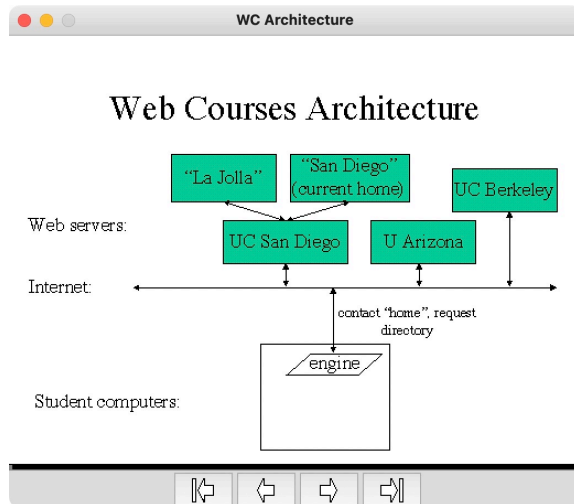 WC Architecture
Web Courses Architecture
“La Jolla”
“San Diego”
(current home)
UC Berkeley
Web servers:
UC San Diego
U Arizona
Internet:
contact “home”, request
directory
engine
Student computers: